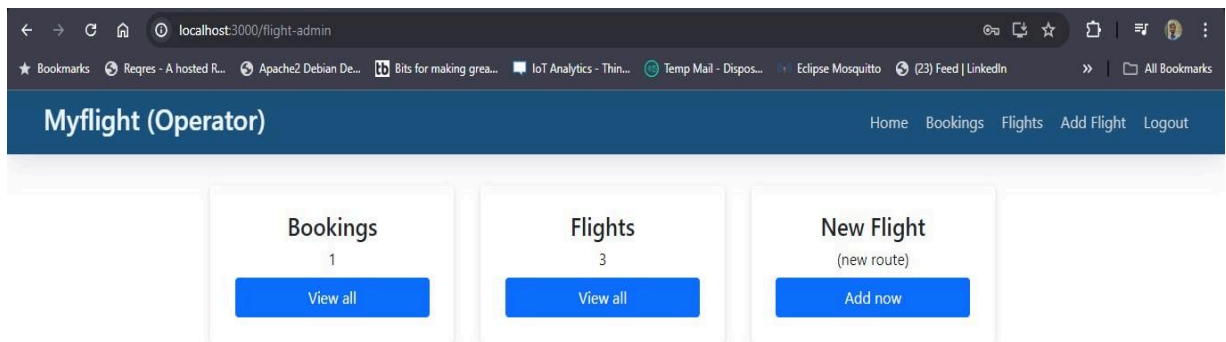 localhost:3000/flight-admin
Bookmarks Reqres - A hosted R... Apache2 Debian De... Bits for making grea... IoT Analytics - Thin... Temp Mail - Dispos... Eclipse Mosquitto (23) Feed | LinkedIn » All Bookmarks
Myflight (Operator) Home Bookings Flights Add Flight Logout
Bookings Flights New Flight
1 3 (new route)
View all View all Add now